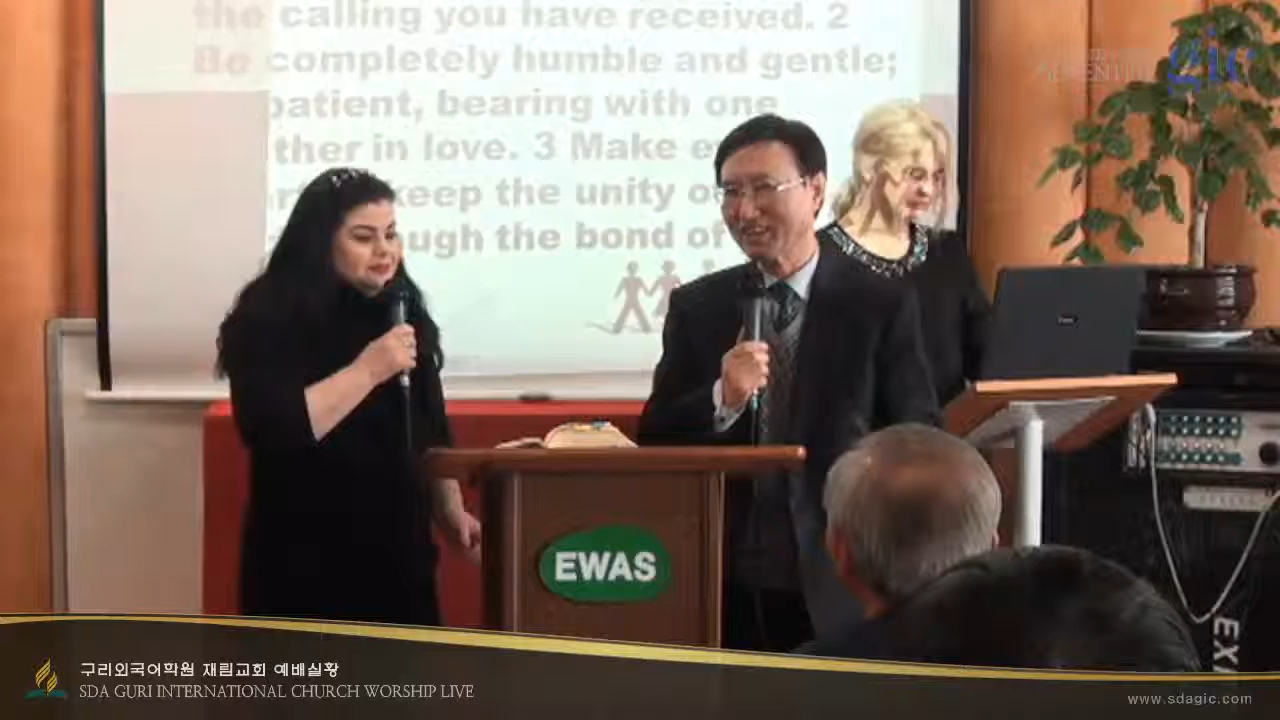 the calling you have received. 2
Be completely humble and gentle;
patient, bearing with one
ther in love. 3 Make e
keep the unity o
ugh the bond of
gic
EWAS
EX
구리외국어학원 재림교회 예배실황
SDA GURI INTERNATIONAL CHURCH WORSHIP LIVE
www.sdagic.com